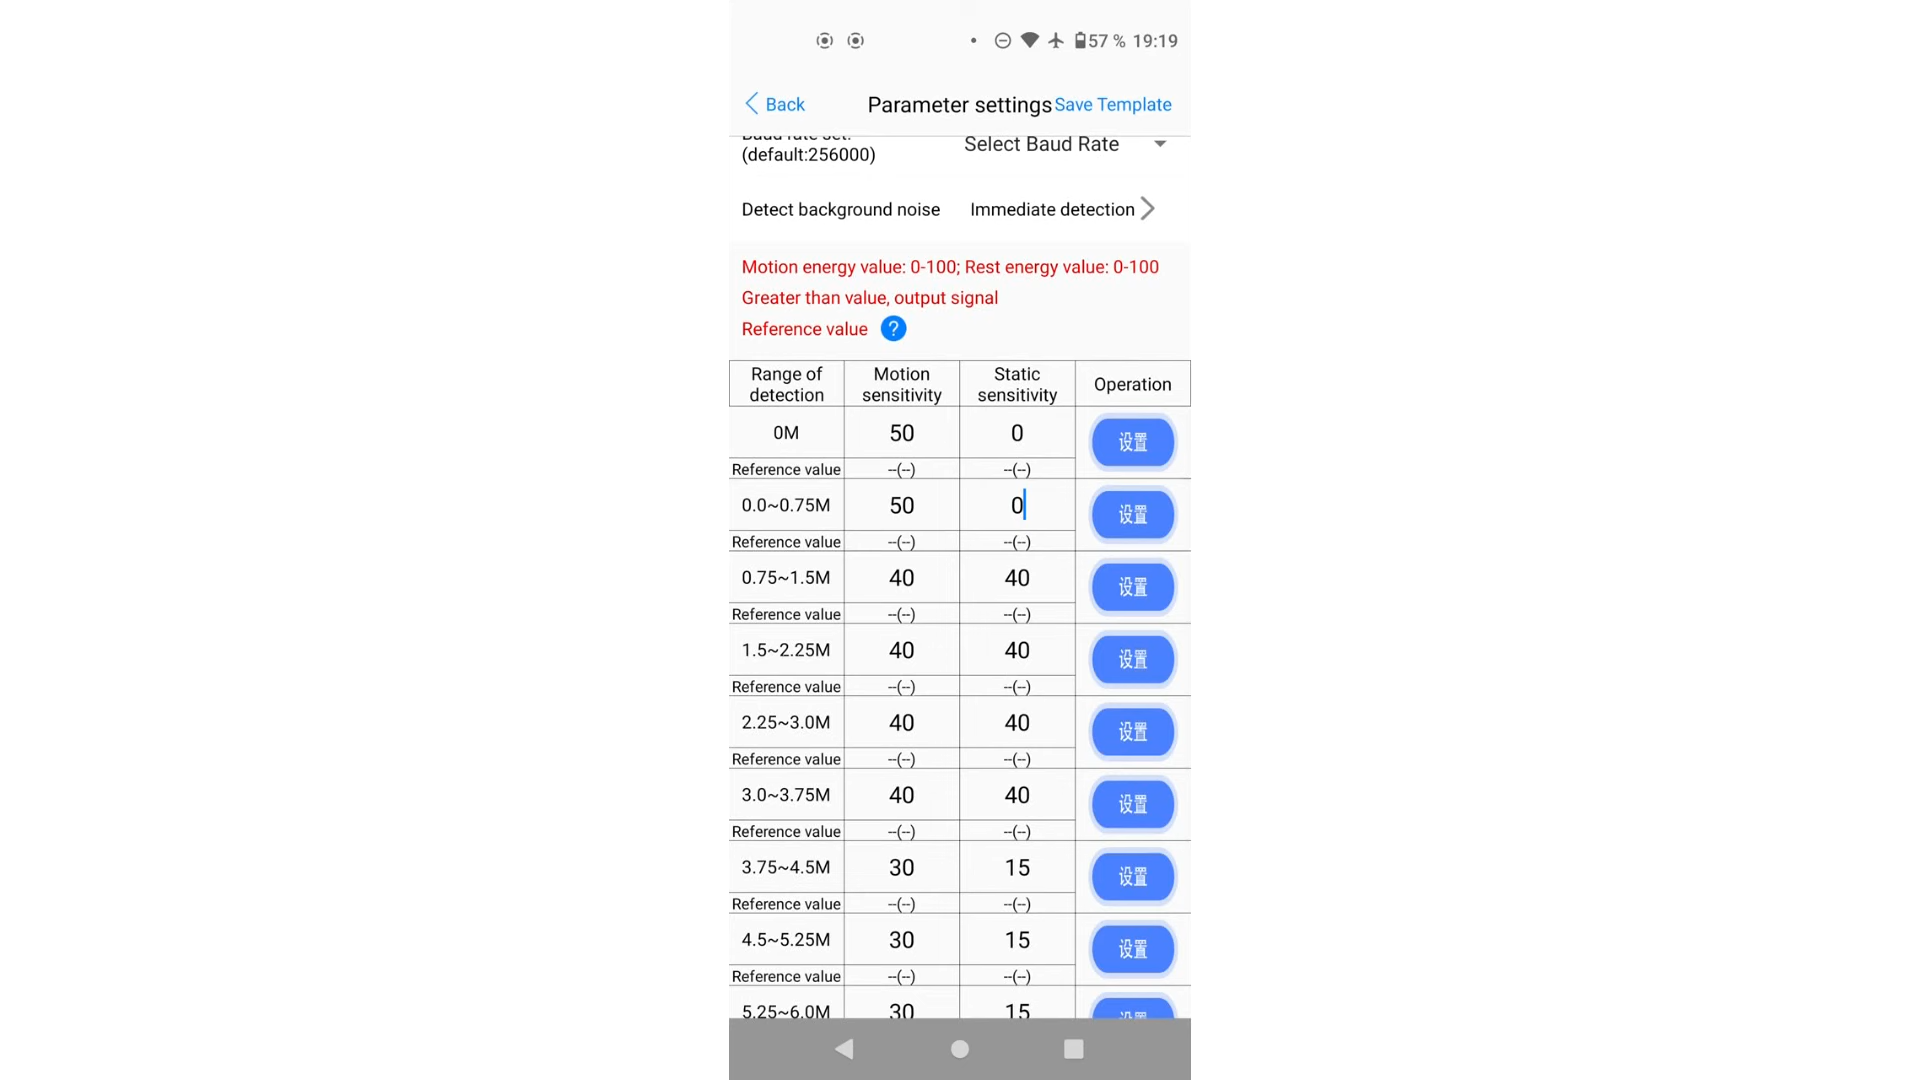 57 % 19:19
Back Parameter settings Save Template
Baud rate set:
(default:256000) Select Baud Rate
Detect background noise Immediate detection
Motion energy value: 0-100; Rest energy value: 0-100
Greater than value, output signal
Reference value ?
Range of detection Motion sensitivity Static sensitivity Operation
0M 50 0 设置
Reference value --(--) --(--)
0.0~0.75M 50 0 设置
Reference value --(--) --(--)
0.75~1.5M 40 40 设置
Reference value --(--) --(--)
1.5~2.25M 40 40 设置
Reference value --(--) --(--)
2.25~3.0M 40 40 设置
Reference value --(--) --(--)
3.0~3.75M 40 40 设置
Reference value --(--) --(--)
3.75~4.5M 30 15 设置
Reference value --(--) --(--)
4.5~5.25M 30 15 设置
Reference value --(--) --(--)
5.25~6.0M 30 15 设置